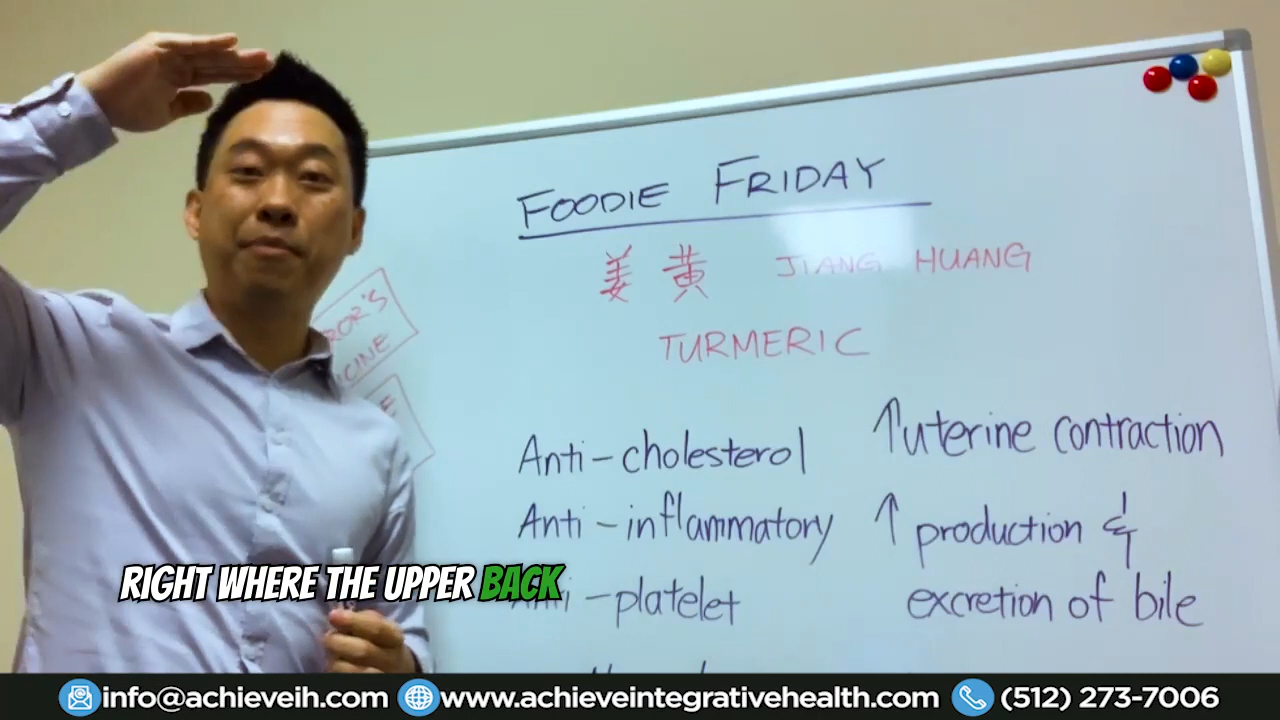 FOODIE FRIDAY
姜黄 JIANG HUANG
TURMERIC
Anti-cholesterol
Anti-inflammatory
-platelet
↑uterine contraction
↑ production &
excretion of bile
RIGHT WHERE THE UPPER BACK
info@achieveih.com www.achieveintegrativehealth.com (512) 273-7006